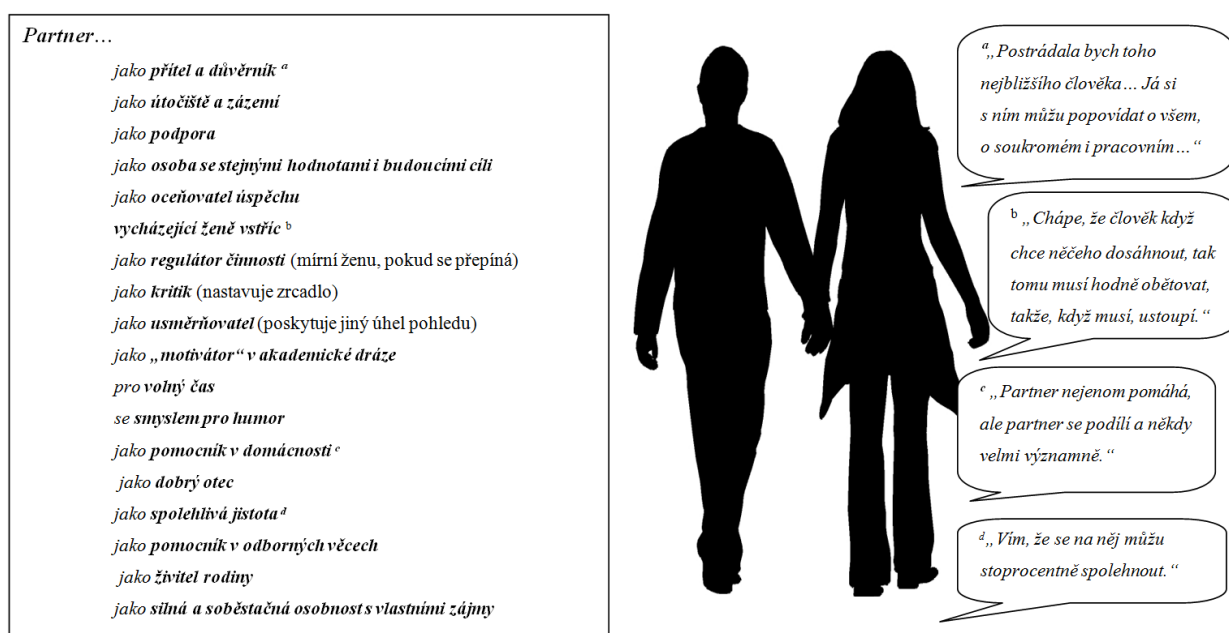 Partner…
jako přítel a důvěrník a
jako útočiště a zázemí
jako podpora
jako osoba se stejnými hodnotami i budoucími cíli
jako oceňovatel úspěchu
vycházející ženě vstříc b
jako regulátor činnosti (mírní ženu, pokud se přepíná)
jako kritik (nastavuje zrcadlo)
jako usměrňovatel (poskytuje jiný úhel pohledu)
jako „motivátor“ v akademické dráze
pro volný čas
se smyslem pro humor
jako pomocník v domácnosti c
jako dobrý otec
jako spolehlivá jistota d
jako pomocník v odborných věcech
jako živitel rodiny
jako silná a soběstačná osobnost s vlastními zájmy
a „Postrádala bych toho
nejbližšího člověka… Já si
s ním můžu popovídat o všem,
o soukromém i pracovním…“
b „Chápe, že člověk když
chce něčeho dosáhnout, tak
tomu musí hodně obětovat,
takže, když musí, ustoupí.“
c „Partner nejenom pomáhá,
ale partner se podílí a někdy
velmi významně.“
d „Vím, že se na něj můžu
stoprocentně spolehnout.“